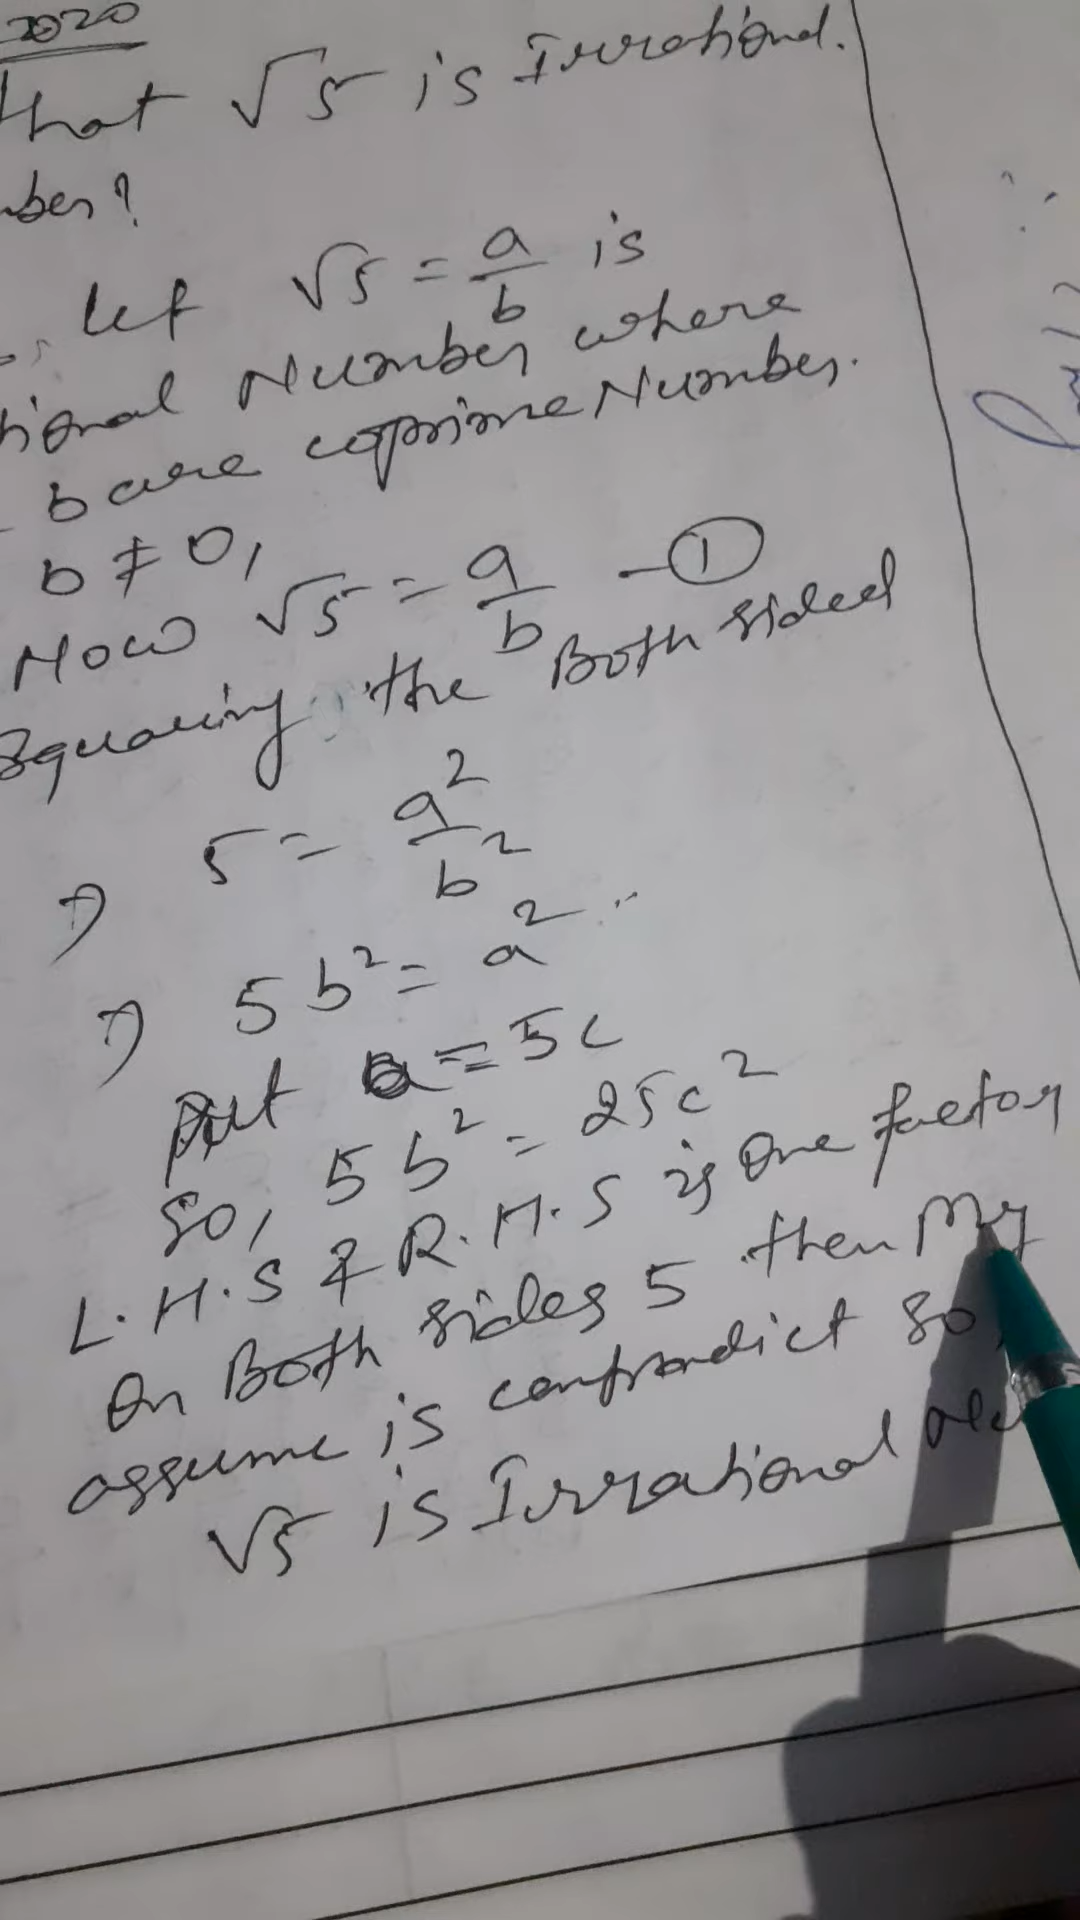 2020
that √5 is Irrational.
mber?
let √5 = a/b is
tional Number where
b are coprime Number.
b ≠ 0,
Now √5 = a/b —①
Squaring the Both sided
⇒ 5 = a²/b²
⇒ 5b² = a²
put a = 5c
So, 5b² = 25c²
L.H.S & R.H.S is One factor
On Both sides 5 then My
assume is contradict So,
√5 is Irrational